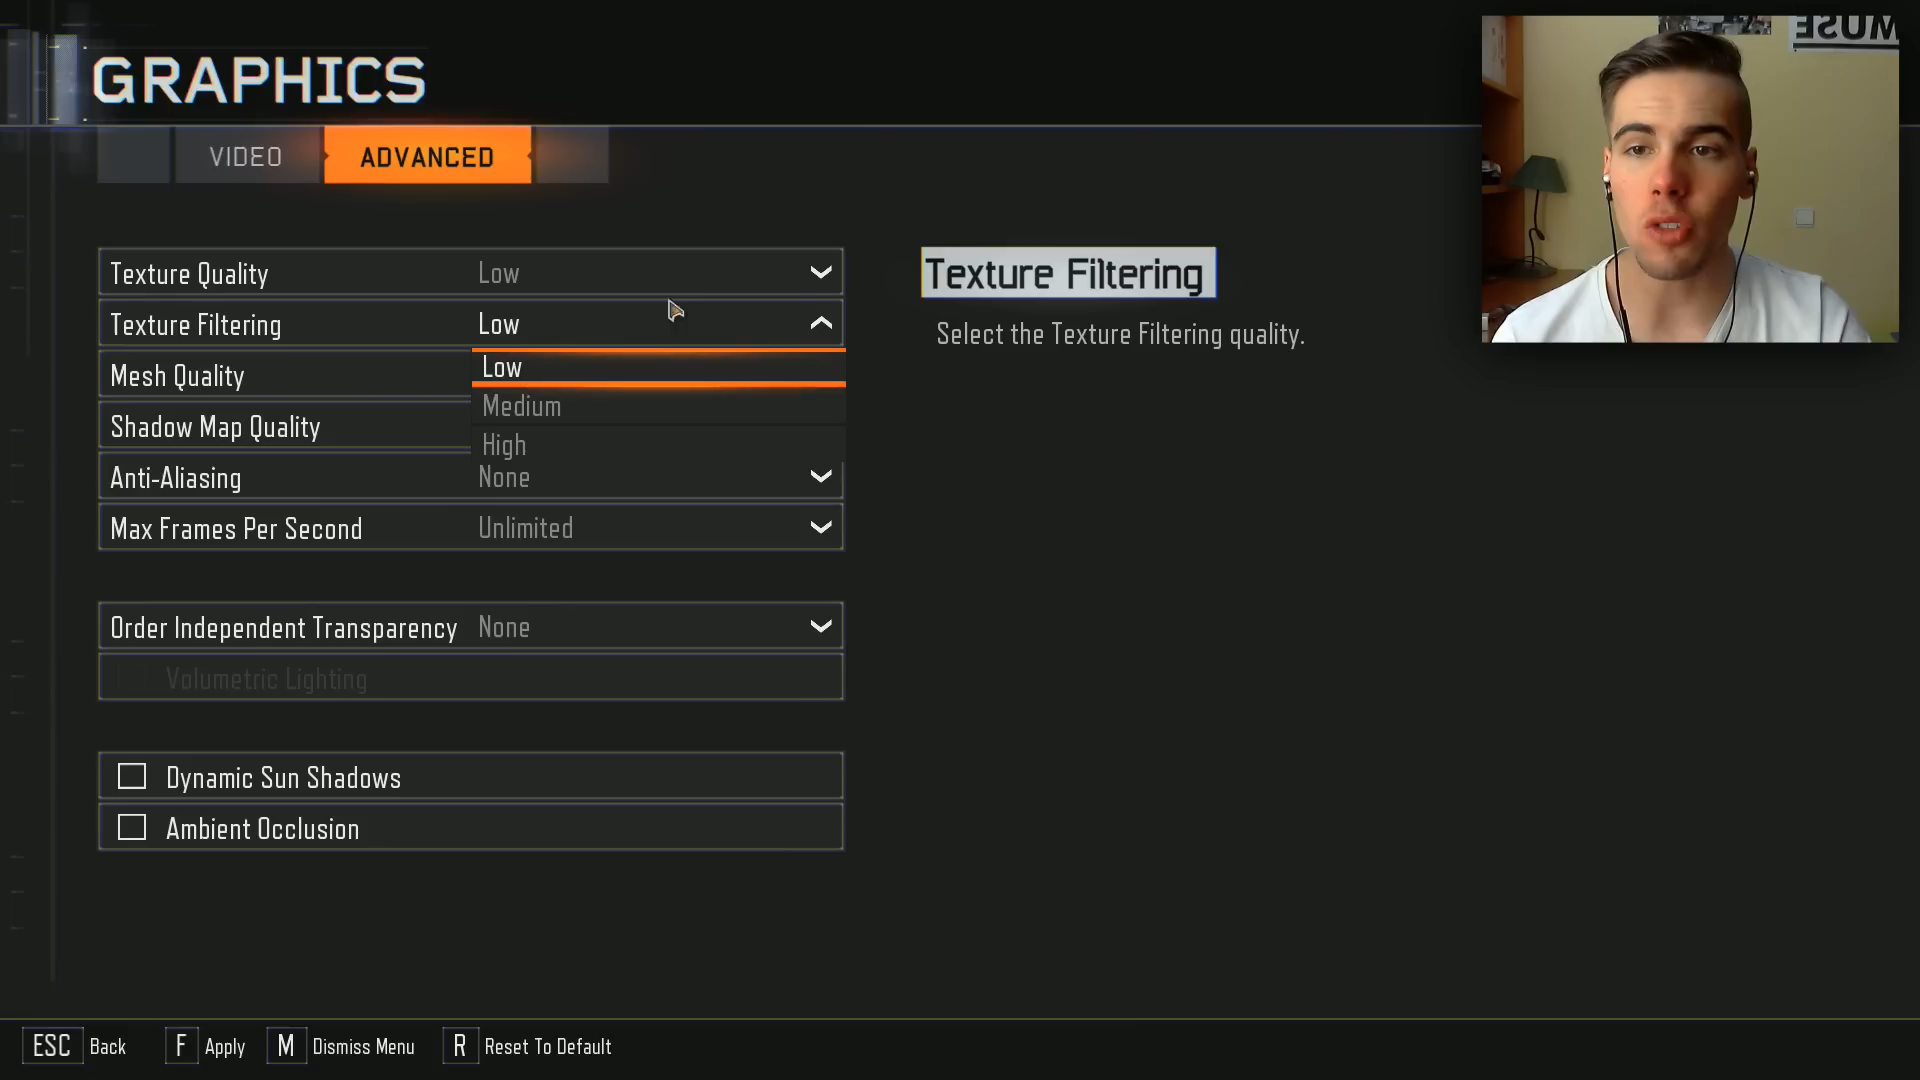 GRAPHICS
VIDEO
ADVANCED
Texture Quality Low
Texture Filtering Low
Low
Medium
High
Mesh Quality
Shadow Map Quality
Anti-Aliasing None
Max Frames Per Second Unlimited
Order Independent Transparency None
Volumetric Lighting
Dynamic Sun Shadows
Ambient Occlusion
Texture Filtering
Select the Texture Filtering quality.
MUSE
ESC Back F Apply M Dismiss Menu R Reset To Default